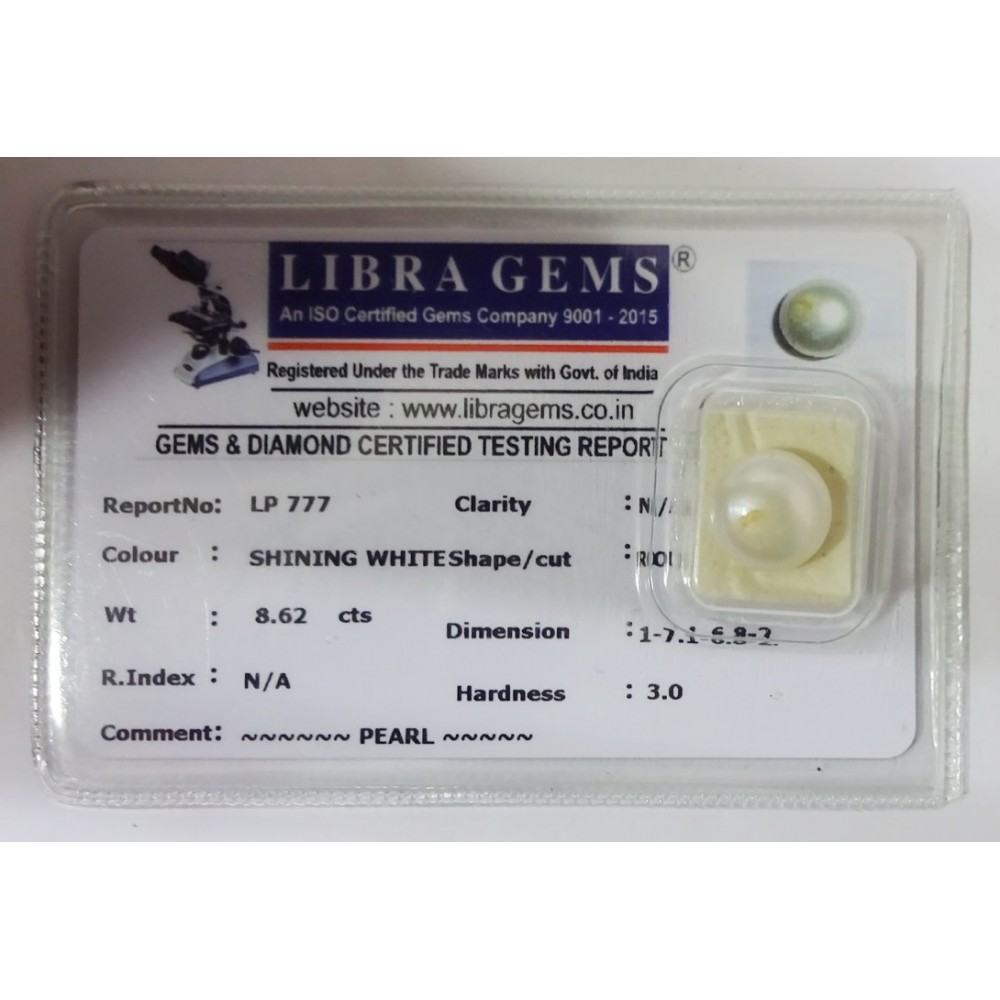 LIBRA GEMS®
An ISO Certified Gems Company 9001 - 2015
Registered Under the Trade Marks with Govt. of India
website : www.libragems.co.in
GEMS & DIAMOND CERTIFIED TESTING REPORT
ReportNo: LP 777 Clarity :
Colour : SHINING WHITE Shape/cut :
Wt : 8.62 cts Dimension :
R.Index : N/A Hardness : 3.0
Comment: ~~~~~~ PEARL ~~~~~